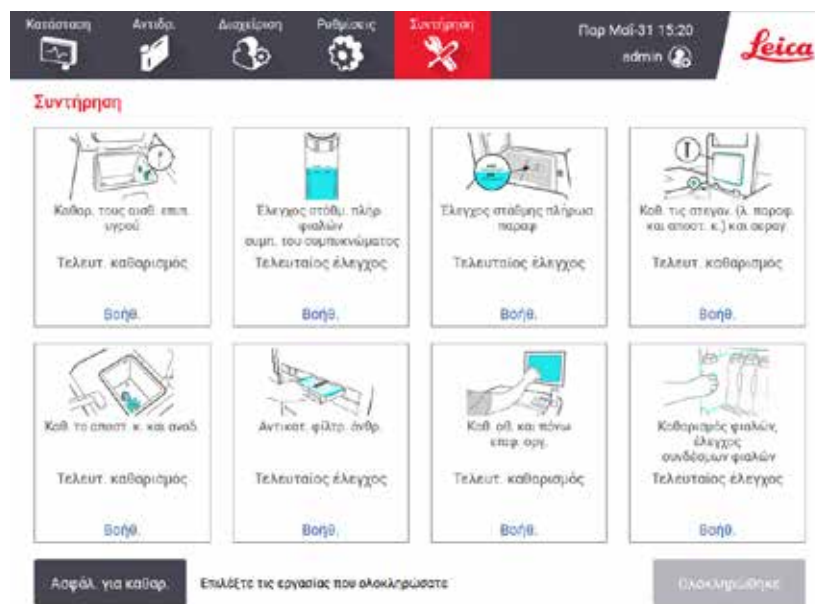 Κατάσταση Αντιδρ. Διαχείριση Ρυθμίσεις Συντήρηση
Παρ Μαΐ-31 15:20
admin
Leica
Συντήρηση
Καθαρ. τους αισθ. επιπ.
υγρού
Τελευτ. καθαρισμός
Βοήθ.
Έλεγχος στάθμ. πλήρ
φιαλών
συμπ. του συμπυκνώματος
Τελευταίος έλεγχος
Βοήθ.
Έλεγχος στάθμης πλήρωσ
παραφ
Τελευταίος έλεγχος
Βοήθ.
Καθ. τις στεγαν. (λ. παραφ.
και αποστ. κ.) και αεραγ
Τελευτ. καθαρισμός
Βοήθ.
Καθ. το αποστ. κ. και αναδ.
Τελευτ. καθαρισμός
Βοήθ.
Αντικατ. φίλτρ. άνθρ.
Τελευταίος έλεγχος
Βοήθ.
Καθ. οθ. και πάνω
επιφ. οργ.
Τελευτ. καθαρισμός
Βοήθ.
Καθαρισμός φιαλών,
έλεγχος
συνδέσμων φιαλών
Τελευταίος έλεγχος
Βοήθ.
Ασφάλ. για καθαρ.
Επιλέξτε τις εργασίας που ολοκληρώσατε
Ολοκληρώθηκε